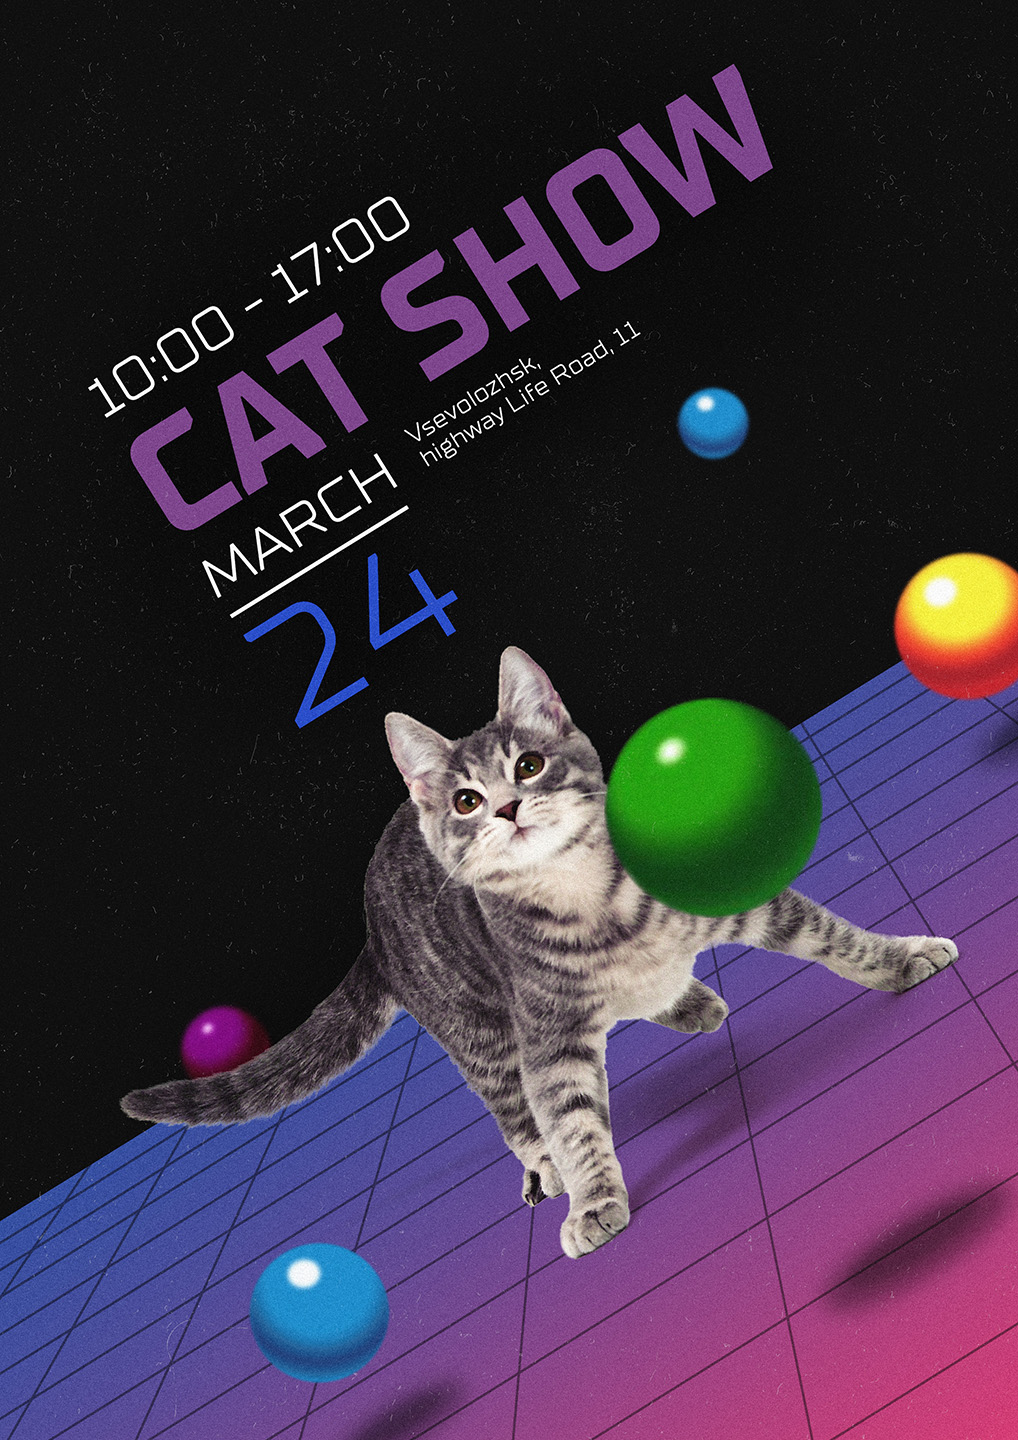 10:00 - 17:00
CAT SHOW
Vsevolozhsk,
highway Life Road, 11
MARCH
24